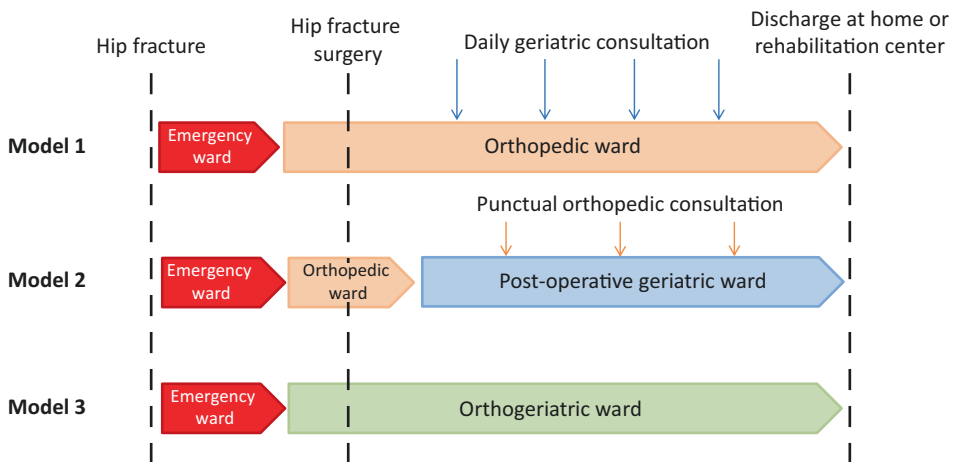 Hip fracture
Hip fracture
surgery
Daily geriatric consultation
Discharge at home or
rehabilitation center
Model 1
Emergency
ward
Orthopedic ward
Punctual orthopedic consultation
Model 2
Emergency
ward
Orthopedic
ward
Post-operative geriatric ward
Model 3
Emergency
ward
Orthogeriatric ward